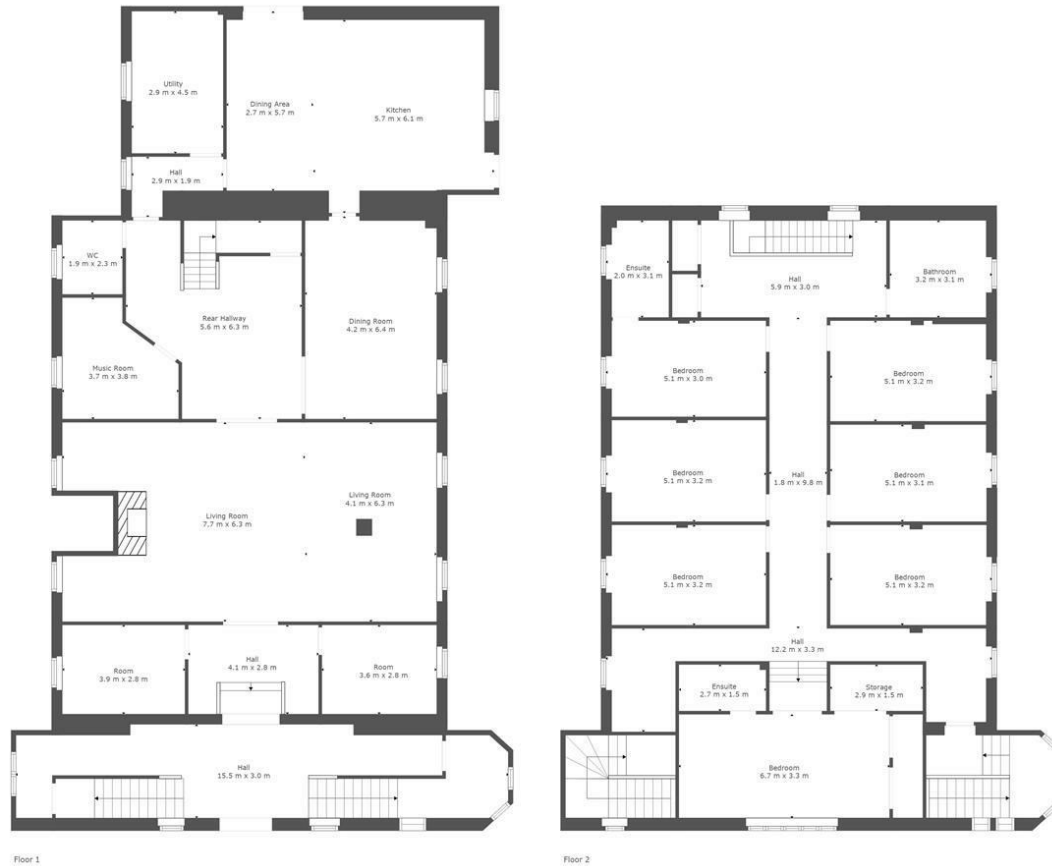 Utility
2.9 m x 4.5 m
Dining Area
2.7 m x 5.7 m
Kitchen
5.7 m x 6.1 m
Hall
2.9 m x 1.9 m
WC
1.9 m x 2.3 m
Rear Hallway
5.6 m x 6.3 m
Dining Room
4.2 m x 6.4 m
Music Room
3.7 m x 3.8 m
Living Room
7.7 m x 6.3 m
Living Room
4.1 m x 6.3 m
Room
3.9 m x 2.8 m
Hall
4.1 m x 2.8 m
Room
3.6 m x 2.8 m
Hall
15.5 m x 3.0 m
Floor 1
Ensuite
2.0 m x 3.1 m
Hall
5.9 m x 3.0 m
Bathroom
3.2 m x 3.1 m
Bedroom
5.1 m x 3.0 m
Bedroom
5.1 m x 3.2 m
Bedroom
5.1 m x 3.2 m
Hall
1.8 m x 9.8 m
Bedroom
5.1 m x 3.1 m
Bedroom
5.1 m x 3.2 m
Bedroom
5.1 m x 3.2 m
Hall
12.2 m x 3.3 m
Ensuite
2.7 m x 1.5 m
Storage
2.9 m x 1.5 m
Bedroom
6.7 m x 3.3 m
Floor 2